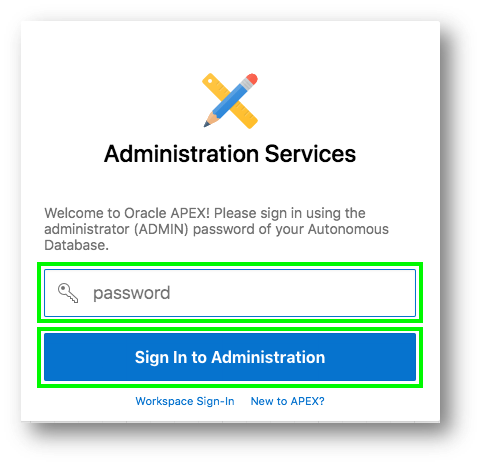 Administration Services
Welcome to Oracle APEX! Please sign in using the
administrator (ADMIN) password of your Autonomous
Database.
password
Sign In to Administration
Workspace Sign-In New to APEX?